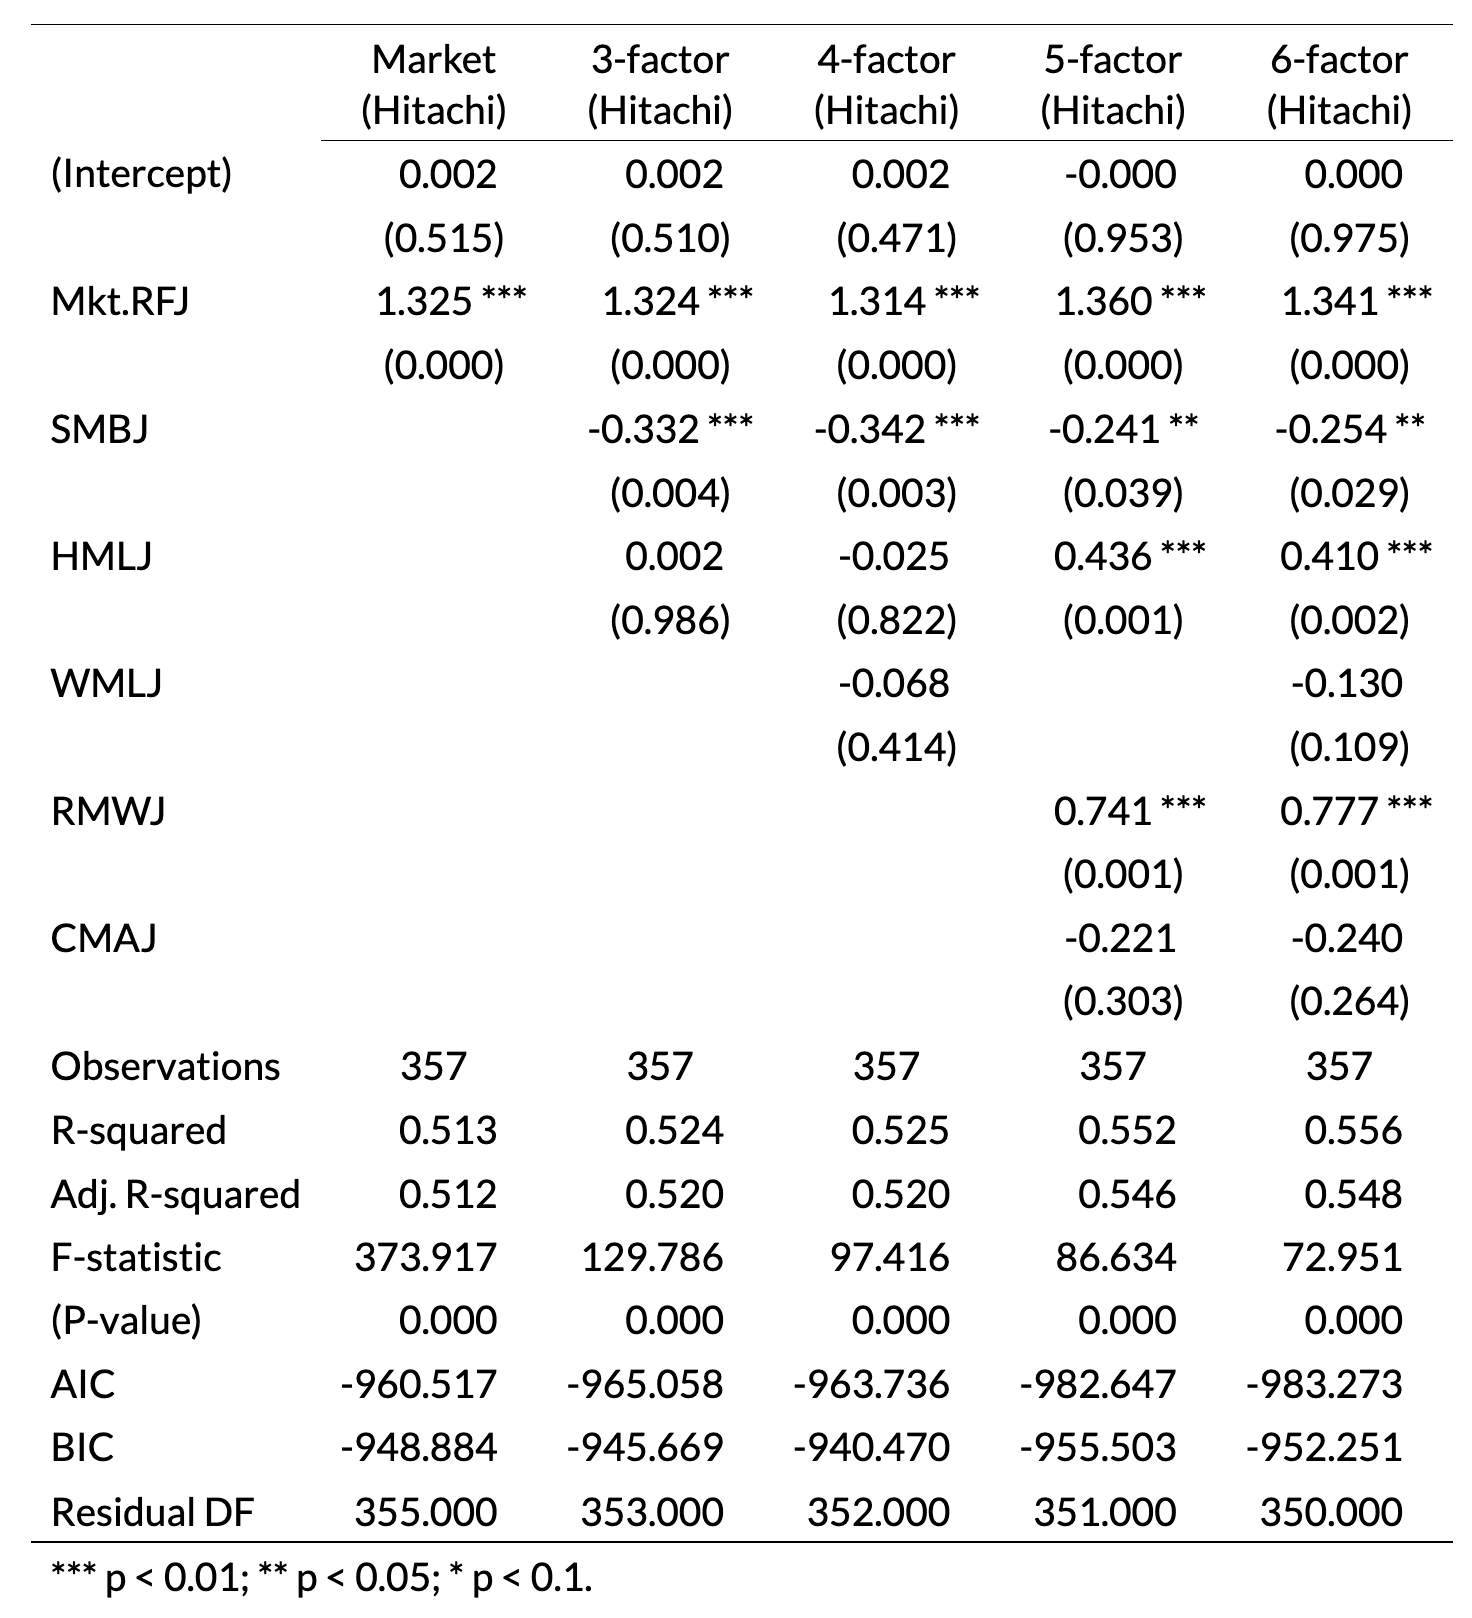 Market 3-factor 4-factor 5-factor 6-factor
(Hitachi) (Hitachi) (Hitachi) (Hitachi) (Hitachi)
(Intercept) 0.002 0.002 0.002 -0.000 0.000
(0.515) (0.510) (0.471) (0.953) (0.975)
Mkt.RFJ 1.325 *** 1.324 *** 1.314 *** 1.360 *** 1.341 ***
(0.000) (0.000) (0.000) (0.000) (0.000)
SMBJ -0.332 *** -0.342 *** -0.241 ** -0.254 **
(0.004) (0.003) (0.039) (0.029)
HMLJ 0.002 -0.025 0.436 *** 0.410 ***
(0.986) (0.822) (0.001) (0.002)
WMLJ -0.068 -0.130
(0.414) (0.109)
RMWJ 0.741 *** 0.777 ***
(0.001) (0.001)
CMAJ -0.221 -0.240
(0.303) (0.264)
Observations 357 357 357 357 357
R-squared 0.513 0.524 0.525 0.552 0.556
Adj. R-squared 0.512 0.520 0.520 0.546 0.548
F-statistic 373.917 129.786 97.416 86.634 72.951
(P-value) 0.000 0.000 0.000 0.000 0.000
AIC -960.517 -965.058 -963.736 -982.647 -983.273
BIC -948.884 -945.669 -940.470 -955.503 -952.251
Residual DF 355.000 353.000 352.000 351.000 350.000
*** p < 0.01; ** p < 0.05; * p < 0.1.